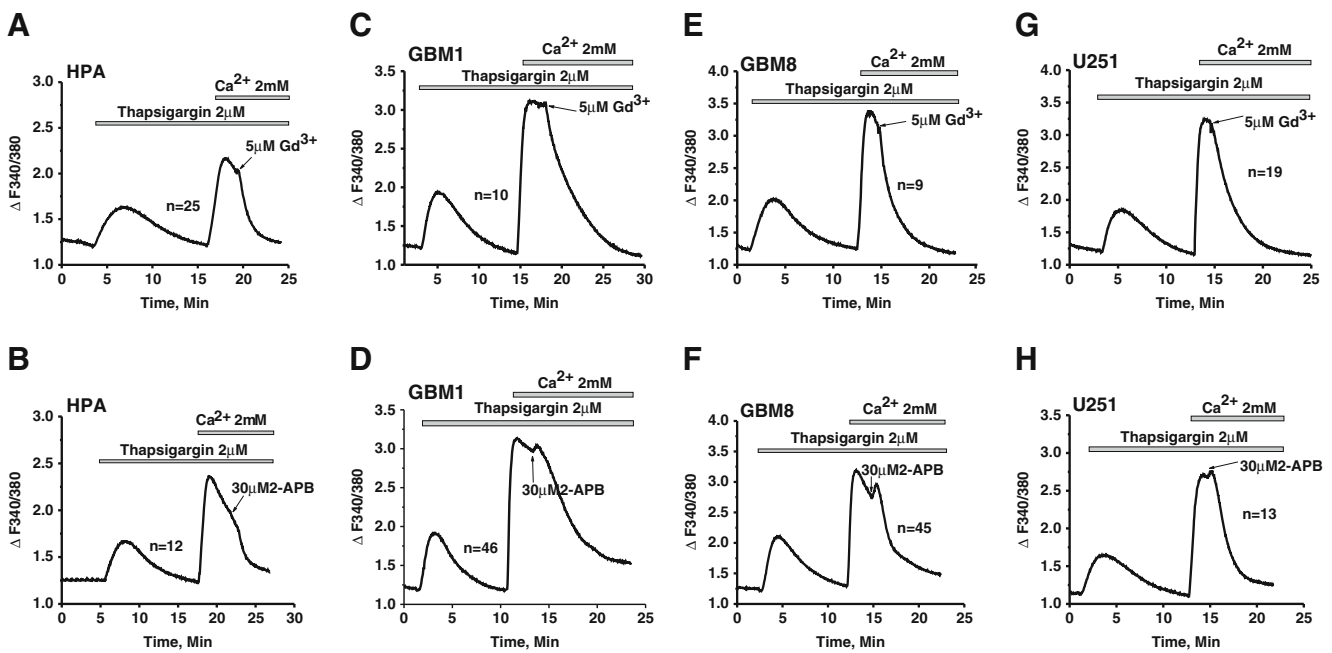 A
HPA
Ca2+ 2mM
Thapsigargin 2μM
5μM Gd3+
n=25
Δ F340/380
3.0
2.5
2.0
1.5
1.0
0 5 10 15 20 25
Time, Min
C
GBM1
Ca2+ 2mM
Thapsigargin 2μM
5μM Gd3+
n=10
Δ F340/380
3.5
3.0
2.5
2.0
1.5
1.0
0 5 10 15 20 25 30
Time, Min
E
GBM8
Ca2+ 2mM
Thapsigargin 2μM
5μM Gd3+
n=9
Δ F340/380
4.0
3.5
3.0
2.5
2.0
1.5
1.0
0 5 10 15 20 25
Time, Min
G
U251
Ca2+ 2mM
Thapsigargin 2μM
5μM Gd3+
n=19
Δ F340/380
4.0
3.5
3.0
2.5
2.0
1.5
1.0
0 5 10 15 20 25
Time, Min
B
HPA
Ca2+ 2mM
Thapsigargin 2μM
30μM2-APB
n=12
Δ F340/380
3.0
2.5
2.0
1.5
1.0
0 5 10 15 20 25 30
Time, Min
D
GBM1
Ca2+ 2mM
Thapsigargin 2μM
30μM2-APB
n=46
Δ F340/380
3.5
3.0
2.5
2.0
1.5
1.0
0 5 10 15 20 25
Time, Min
F
GBM8
Ca2+ 2mM
Thapsigargin 2μM
30μM2-APB
n=45
Δ F340/380
4.0
3.5
3.0
2.5
2.0
1.5
1.0
0 5 10 15 20 25
Time, Min
H
U251
Ca2+ 2mM
Thapsigargin 2μM
30μM2-APB
n=13
Δ F340/380
3.5
3.0
2.5
2.0
1.5
1.0
0 5 10 15 20 25
Time, Min